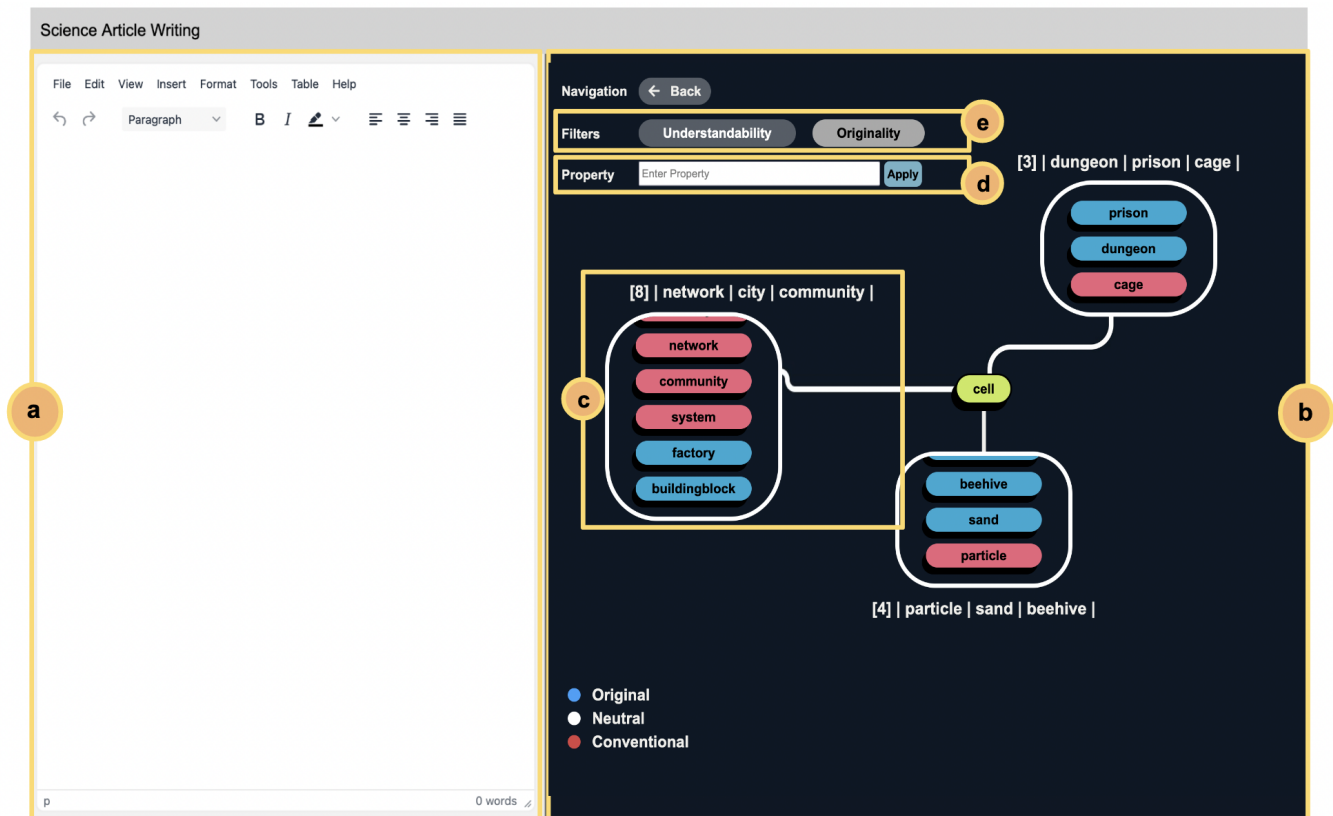 Science Article Writing
File Edit View Insert Format Tools Table Help
Paragraph B I
p 0 words
Navigation ← Back
Filters Understandability Originality
Property Enter Property Apply
[3] | dungeon | prison | cage |
prison
dungeon
cage
[8] | network | city | community |
network
community
system
factory
buildingblock
cell
beehive
sand
particle
[4] | particle | sand | beehive |
Original
Neutral
Conventional
a
b
c
d
e